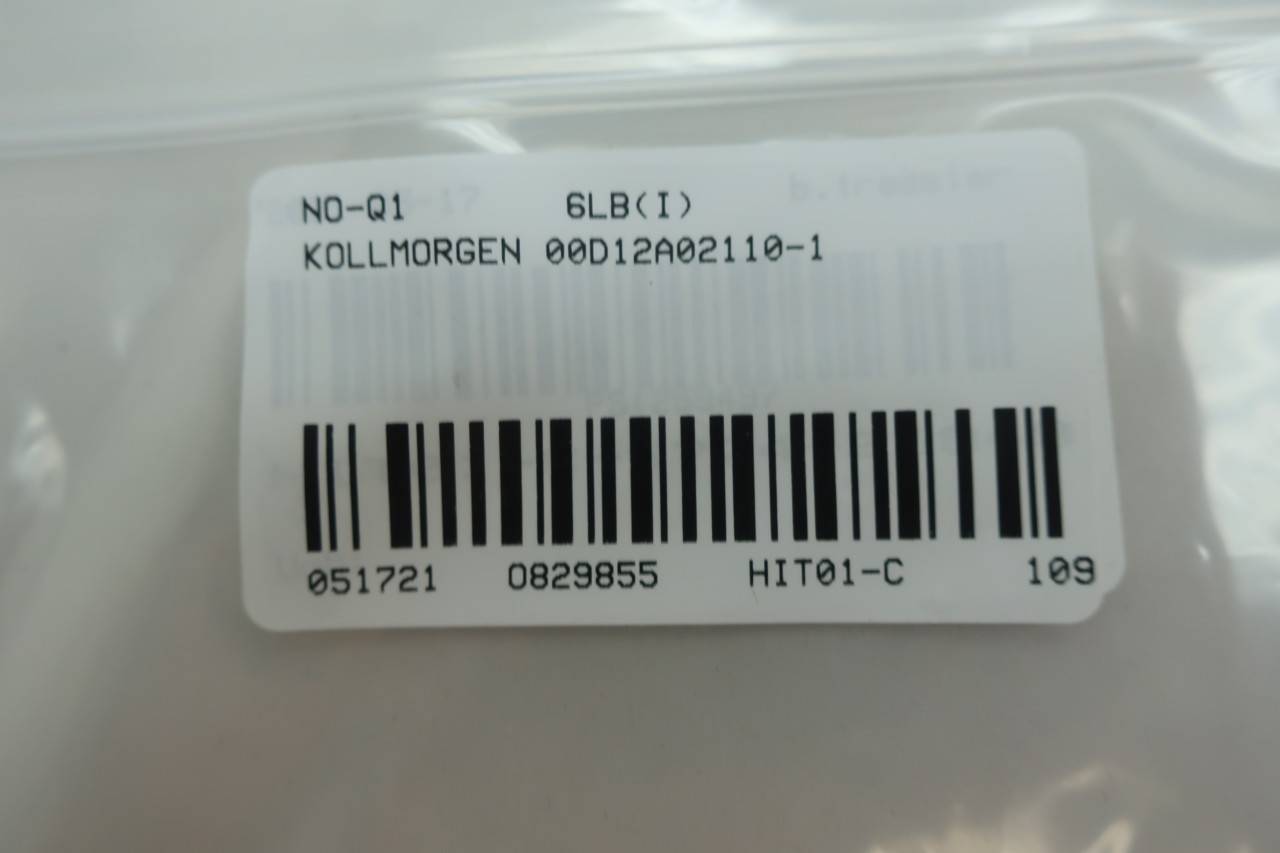 NO-Q1 6LB(I)
KOLLMORGEN 00D12A02110-1
051721 0829855 HIT01-C 109